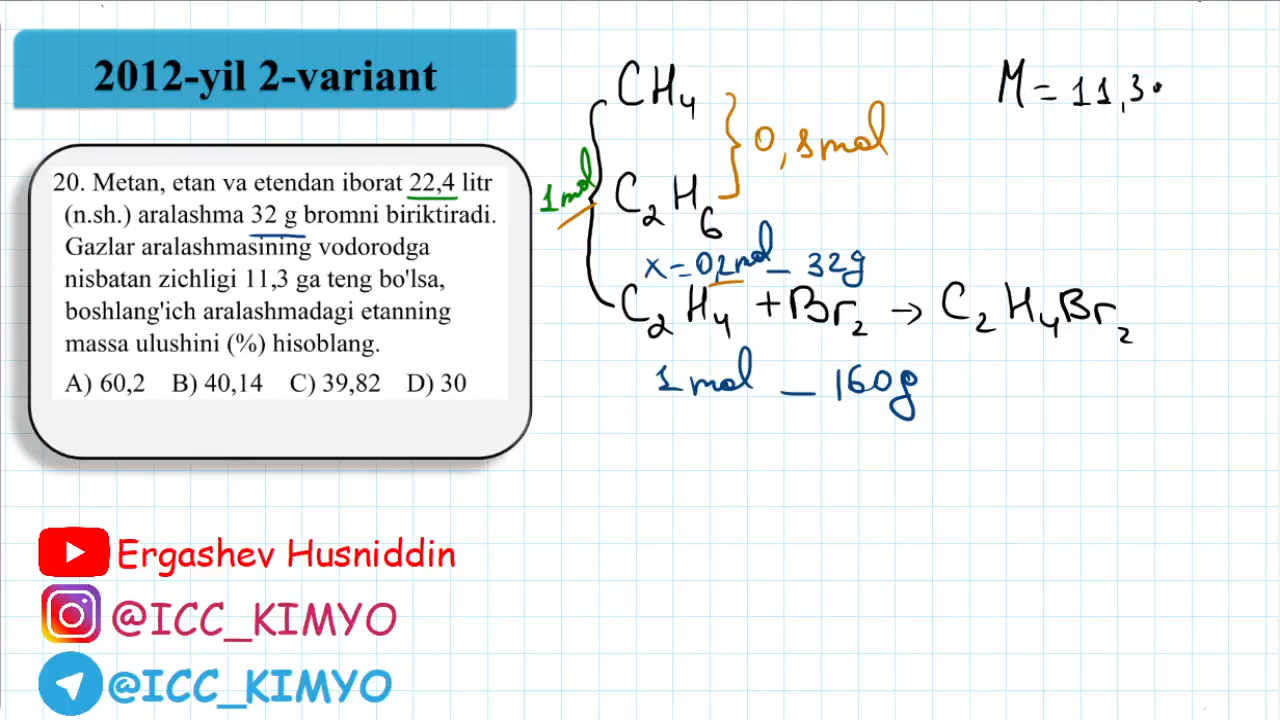 2012-yil 2-variant
20. Metan, etan va etendan iborat 22,4 litr
(n.sh.) aralashma 32 g bromni biriktiradi.
Gazlar aralashmasining vodorodga
nisbatan zichligi 11,3 ga teng bo'lsa,
boshlang'ich aralashmadagi etanning
massa ulushini (%) hisoblang.
A) 60,2 B) 40,14 C) 39,82 D) 30
CH₄
M = 11,3·
0,8mol
1mol
C₂H₆
x = 0,2mol – 32g
C₂H₄ + Br₂ → C₂H₄Br₂
1mol – 160g
Ergashev Husniddin
@ICC_KIMYO
@ICC_KIMYO